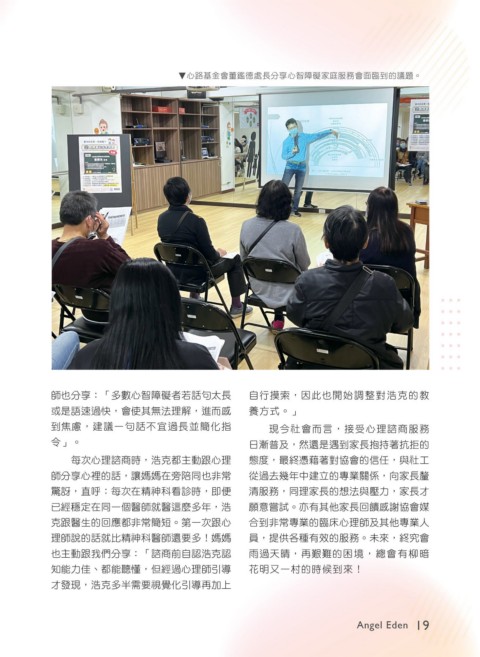 ▼心路基金會董鑑德處長分享心智障礙家庭服務會面臨到的議題。
師也分享：「多數心智障礙者若話句太長
或是語速過快，會使其無法理解，進而感
到焦慮，建議一句話不宜過長並簡化指
令」。
每次心理諮商時，浩克都主動跟心理
師分享心裡的話，讓媽媽在旁陪同也非常
驚訝，直呼：每次在精神科看診時，即便
已經穩定在同一個醫師就醫這麼多年，浩
克跟醫生的回應都非常簡短。第一次跟心
理師說的話就比精神科醫師還要多！媽媽
也主動跟我們分享：「諮商前自認浩克認
知能力佳、都能聽懂，但經過心理師引導
才發現，浩克多半需要視覺化引導再加上
自行摸索，因此也開始調整對浩克的教
養方式。」
現今社會而言，接受心理諮商服務
日漸普及，然還是遇到家長抱持著抗拒的
態度，最終憑藉著對協會的信任，與社工
從過去幾年中建立的專業關係，向家長釐
清服務，同理家長的想法與壓力，家長才
願意嘗試。亦有其他家長回饋感謝協會媒
合到非常專業的臨床心理師及其他專業人
員，提供各種有效的服務。未來，終究會
雨過天晴，再艱難的困境，總會有柳暗
花明又一村的時候到來！
Angel Eden 19